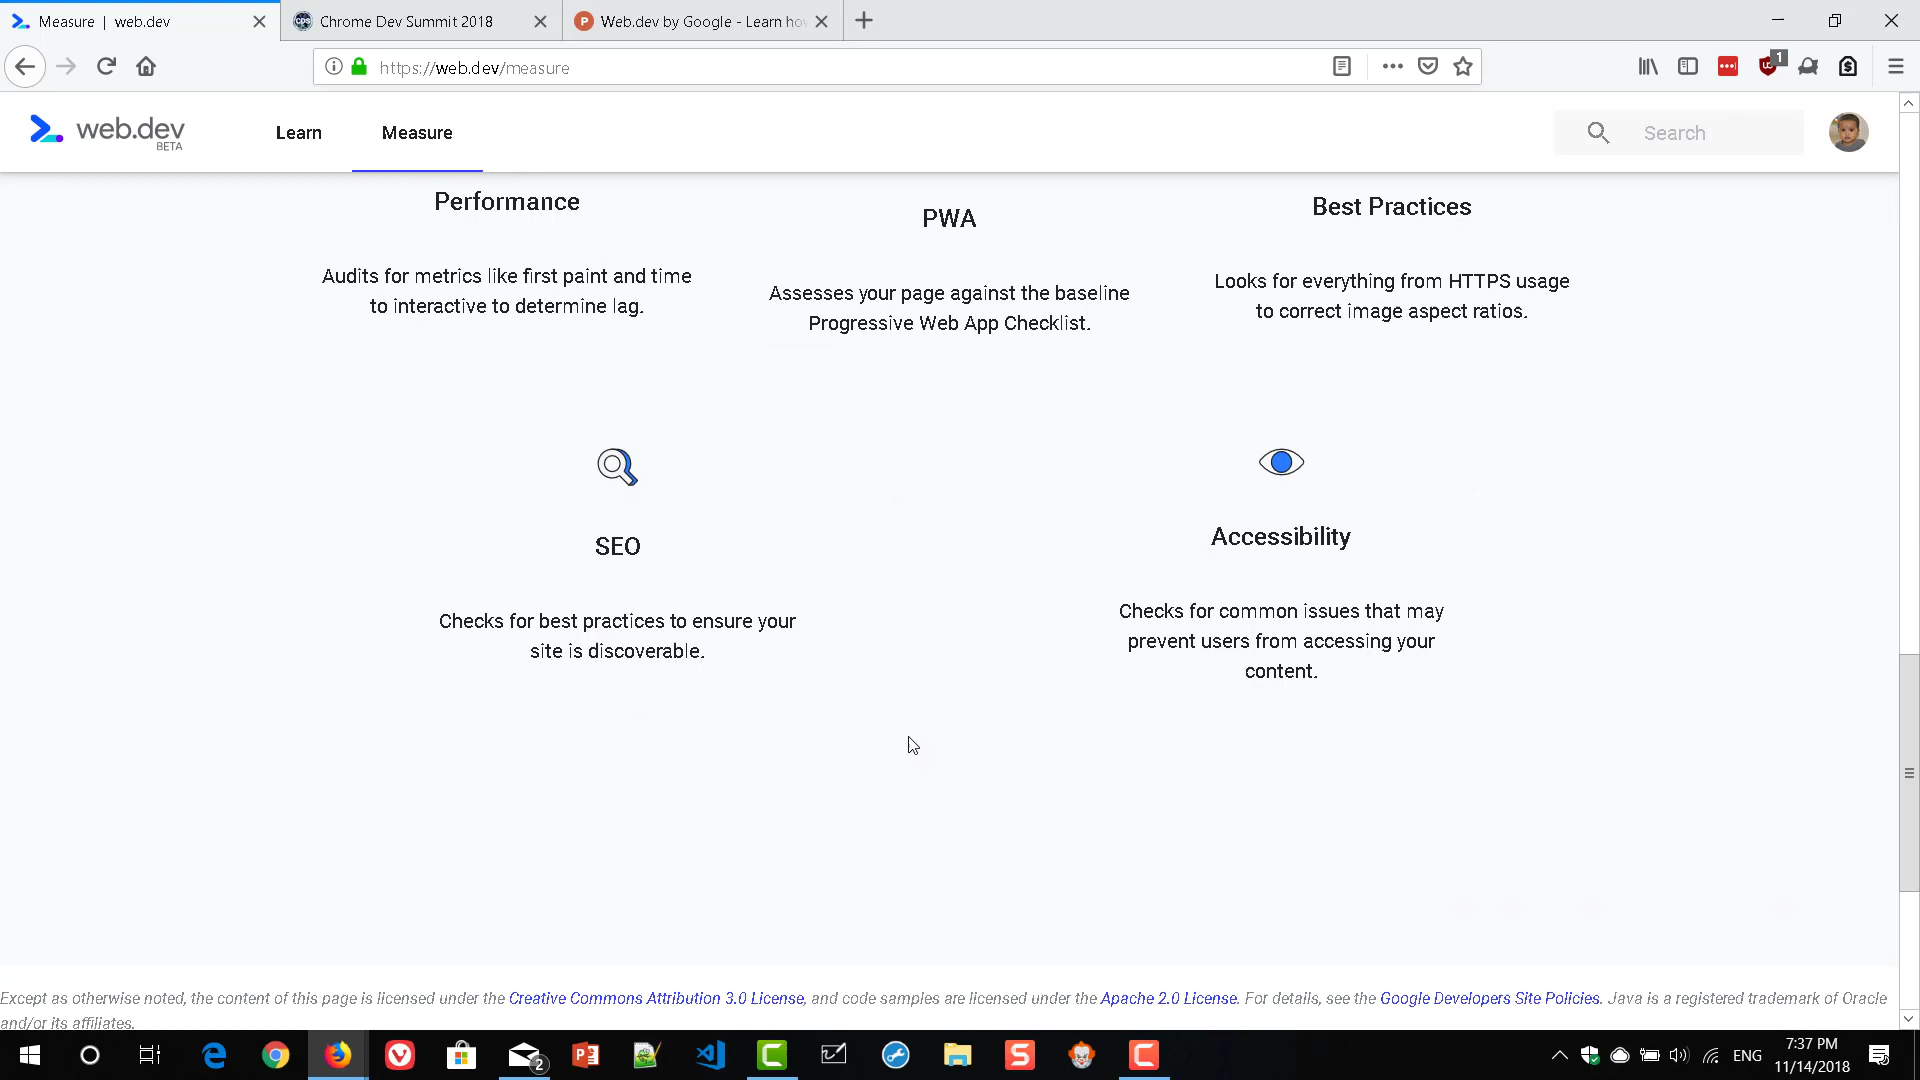 Measure | web.dev
Chrome Dev Summit 2018
Web.dev by Google - Learn how
https://web.dev/measure
1
web.dev
BETA
Learn
Measure
Search
Performance
PWA
Best Practices
Audits for metrics like first paint and time
to interactive to determine lag.
Assesses your page against the baseline
Progressive Web App Checklist.
Looks for everything from HTTPS usage
to correct image aspect ratios.
SEO
Checks for best practices to ensure your
site is discoverable.
Accessibility
Checks for common issues that may
prevent users from accessing your
content.
Except as otherwise noted, the content of this page is licensed under the Creative Commons Attribution 3.0 License, and code samples are licensed under the Apache 2.0 License. For details, see the Google Developers Site Policies. Java is a registered trademark of Oracle
and/or its affiliates.
2
ENG
7:37 PM
11/14/2018